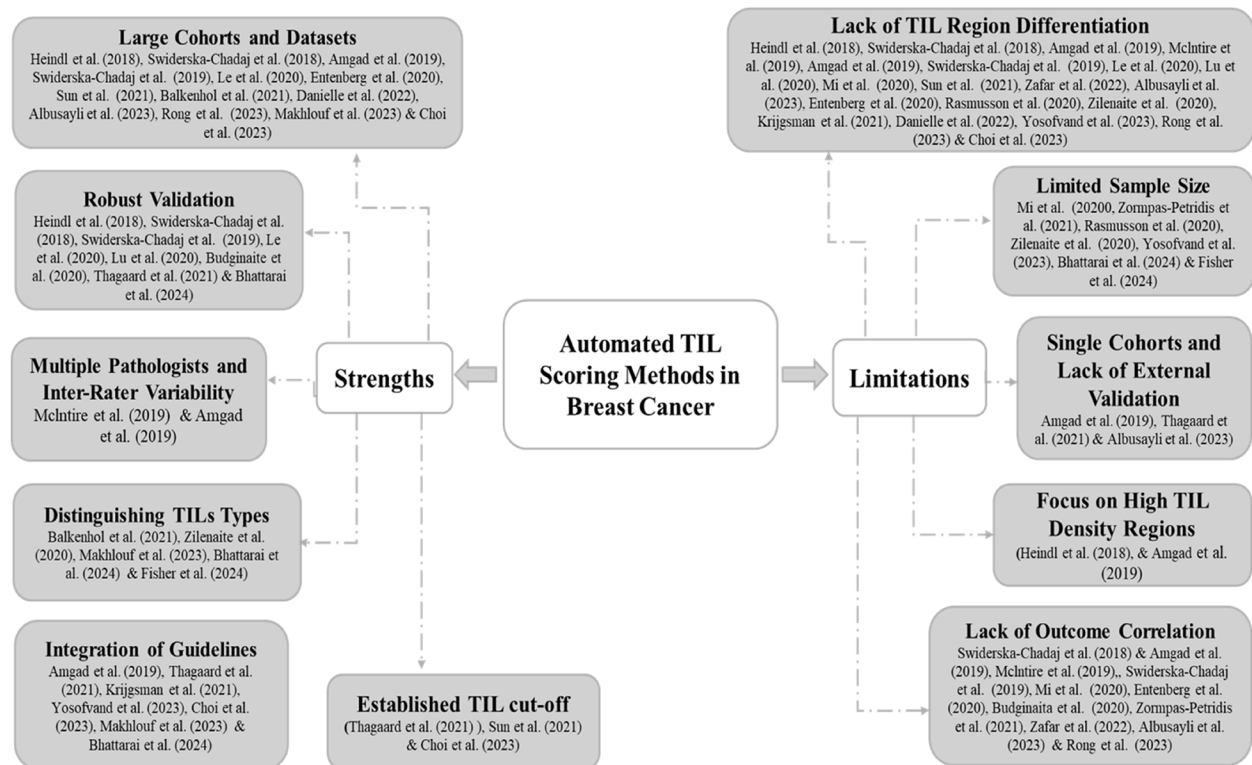 Large Cohorts and Datasets
Heindl et al. (2018), Swiderska-Chadaj et al. (2018), Amgad et al. (2019),
Swiderska-Chadaj et al. (2019), Le et al. (2020), Entenberg et al. (2020),
Sun et al. (2021), Balkenhol et al. (2021), Danielle et al. (2022),
Albusayli et al. (2023), Rong et al. (2023), Makhlouf et al. (2023) & Choi
et al. (2023)
Robust Validation
Heindl et al. (2018), Swiderska-Chadaj et al.
(2018), Swiderska-Chadaj et al. (2019), Le
et al. (2020), Lu et al. (2020), Budginaite et
al. (2020), Thagaard et al. (2021) & Bhattarai
et al. (2024)
Multiple Pathologists and
Inter-Rater Variability
McIntire et al. (2019) & Amgad
et al. (2019)
Distinguishing TILs Types
Balkenhol et al. (2021), Zilenaite et al.
(2020), Makhlouf et al. (2023), Bhattarai et
al. (2024) & Fisher et al. (2024)
Integration of Guidelines
Amgad et al. (2019), Thagaard et al.
(2021), Krijgsman et al. (2021),
Yosofvand et al. (2023), Choi et al.
(2023), Makhlouf et al. (2023) &
Bhattarai et al. (2024)
Established TIL cut-off
(Thagaard et al. (2021) ), Sun et al. (2021)
& Choi et al. (2023)
Strengths
Automated TIL
Scoring Methods in
Breast Cancer
Limitations
Lack of TIL Region Differentiation
Heindl et al. (2018), Swiderska-Chadaj et al. (2018), Amgad et al. (2019), McIntire et
al. (2019), Amgad et al. (2019), Swiderska-Chadaj et al. (2019), Le et al. (2020), Lu et
al. (2020), Mi et al. (2020), Sun et al. (2021), Zafar et al. (2022), Albusayli et al.
(2023), Entenberg et al. (2020), Rasmusson et al. (2020), Zilenaite et al. (2020),
Krijgsman et al. (2021), Danielle et al. (2022), Yosofvand et al. (2023), Rong et al.
(2023) & Choi et al. (2023)
Limited Sample Size
Mi et al. (20200, Zormpas-Petridis et
al. (2021), Rasmusson et al. (2020),
Zilenaite et al. (2020), Yosofvand et al.
(2023), Bhattarai et al. (2024) & Fisher
et al. (2024)
Single Cohorts and
Lack of External
Validation
Amgad et al. (2019), Thagaard et
al. (2021) & Albusayli et al. (2023)
Focus on High TIL
Density Regions
(Heindl et al. (2018), & Amgad et al.
(2019)
Lack of Outcome Correlation
Swiderska-Chadaj et al. (2018) & Amgad et al.
(2019), McIntire et al. (2019),, Swiderska-Chadaj
et al. (2019), Mi et al. (2020), Entenberg et al.
(2020), Budginaita et al. (2020), Zormpas-Petridis
et al. (2021), Zafar et al. (2022), Albusayli et al.
(2023) & Rong et al. (2023)